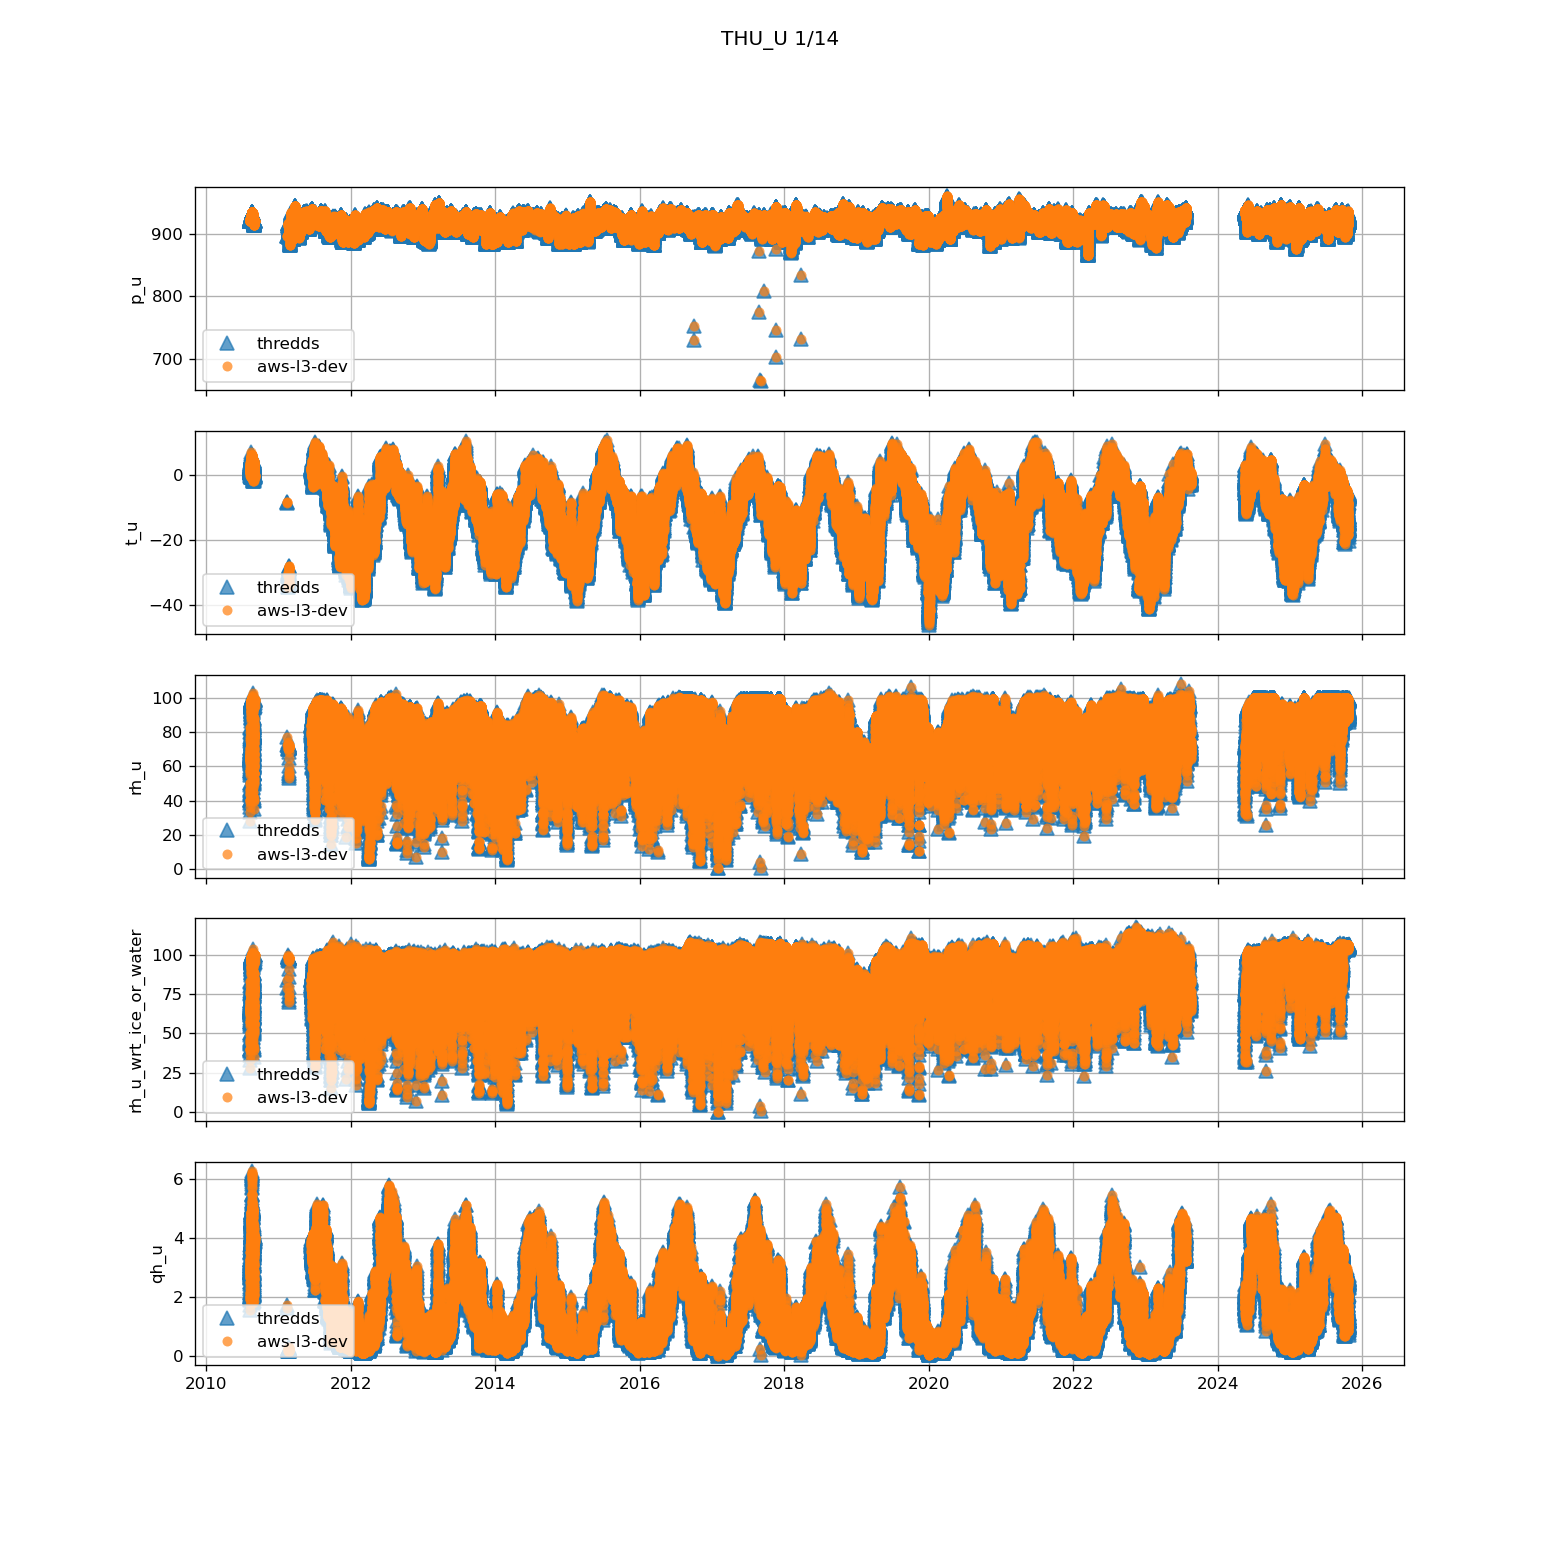 THU_U 1/14
900
800
700
p_u
thredds
aws-l3-dev
0
−20
−40
t_u
thredds
aws-l3-dev
100
80
60
40
20
0
rh_u
thredds
aws-l3-dev
100
75
50
25
0
rh_u_wrt_ice_or_water
thredds
aws-l3-dev
6
4
2
0
qh_u
thredds
aws-l3-dev
2010 2012 2014 2016 2018 2020 2022 2024 2026